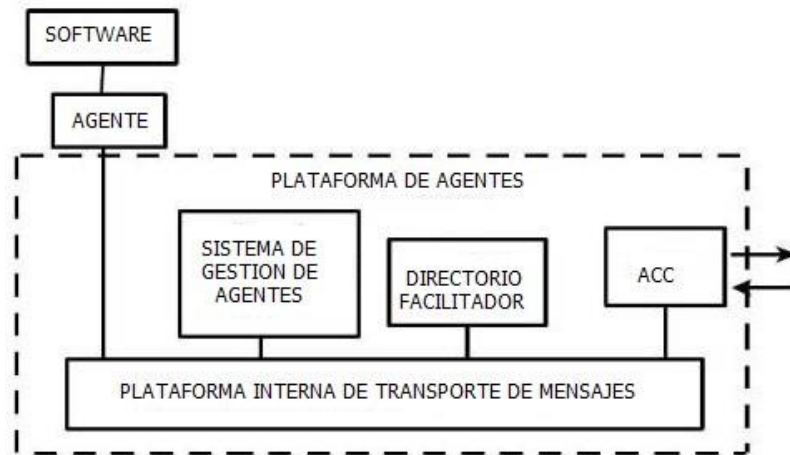 SOFTWARE
AGENTE
PLATAFORMA DE AGENTES
SISTEMA DE
GESTION DE
AGENTES
DIRECTORIO
FACILITADOR
ACC
PLATAFORMA INTERNA DE TRANSPORTE DE MENSAJES